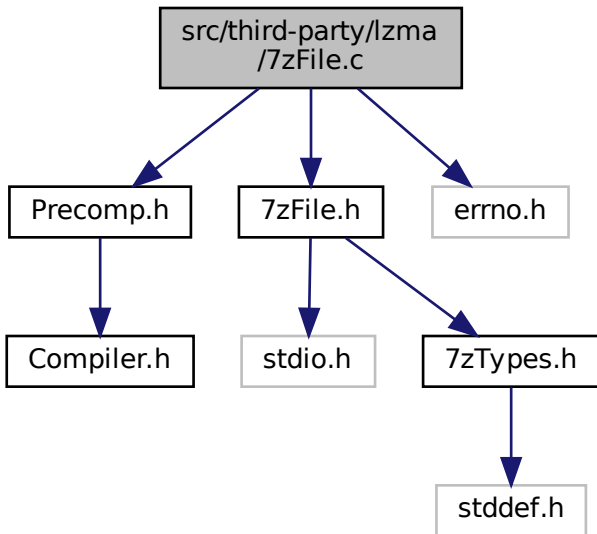 src/third-party/lzma
/7zFile.c
Precomp.h
7zFile.h
errno.h
Compiler.h
stdio.h
7zTypes.h
stddef.h